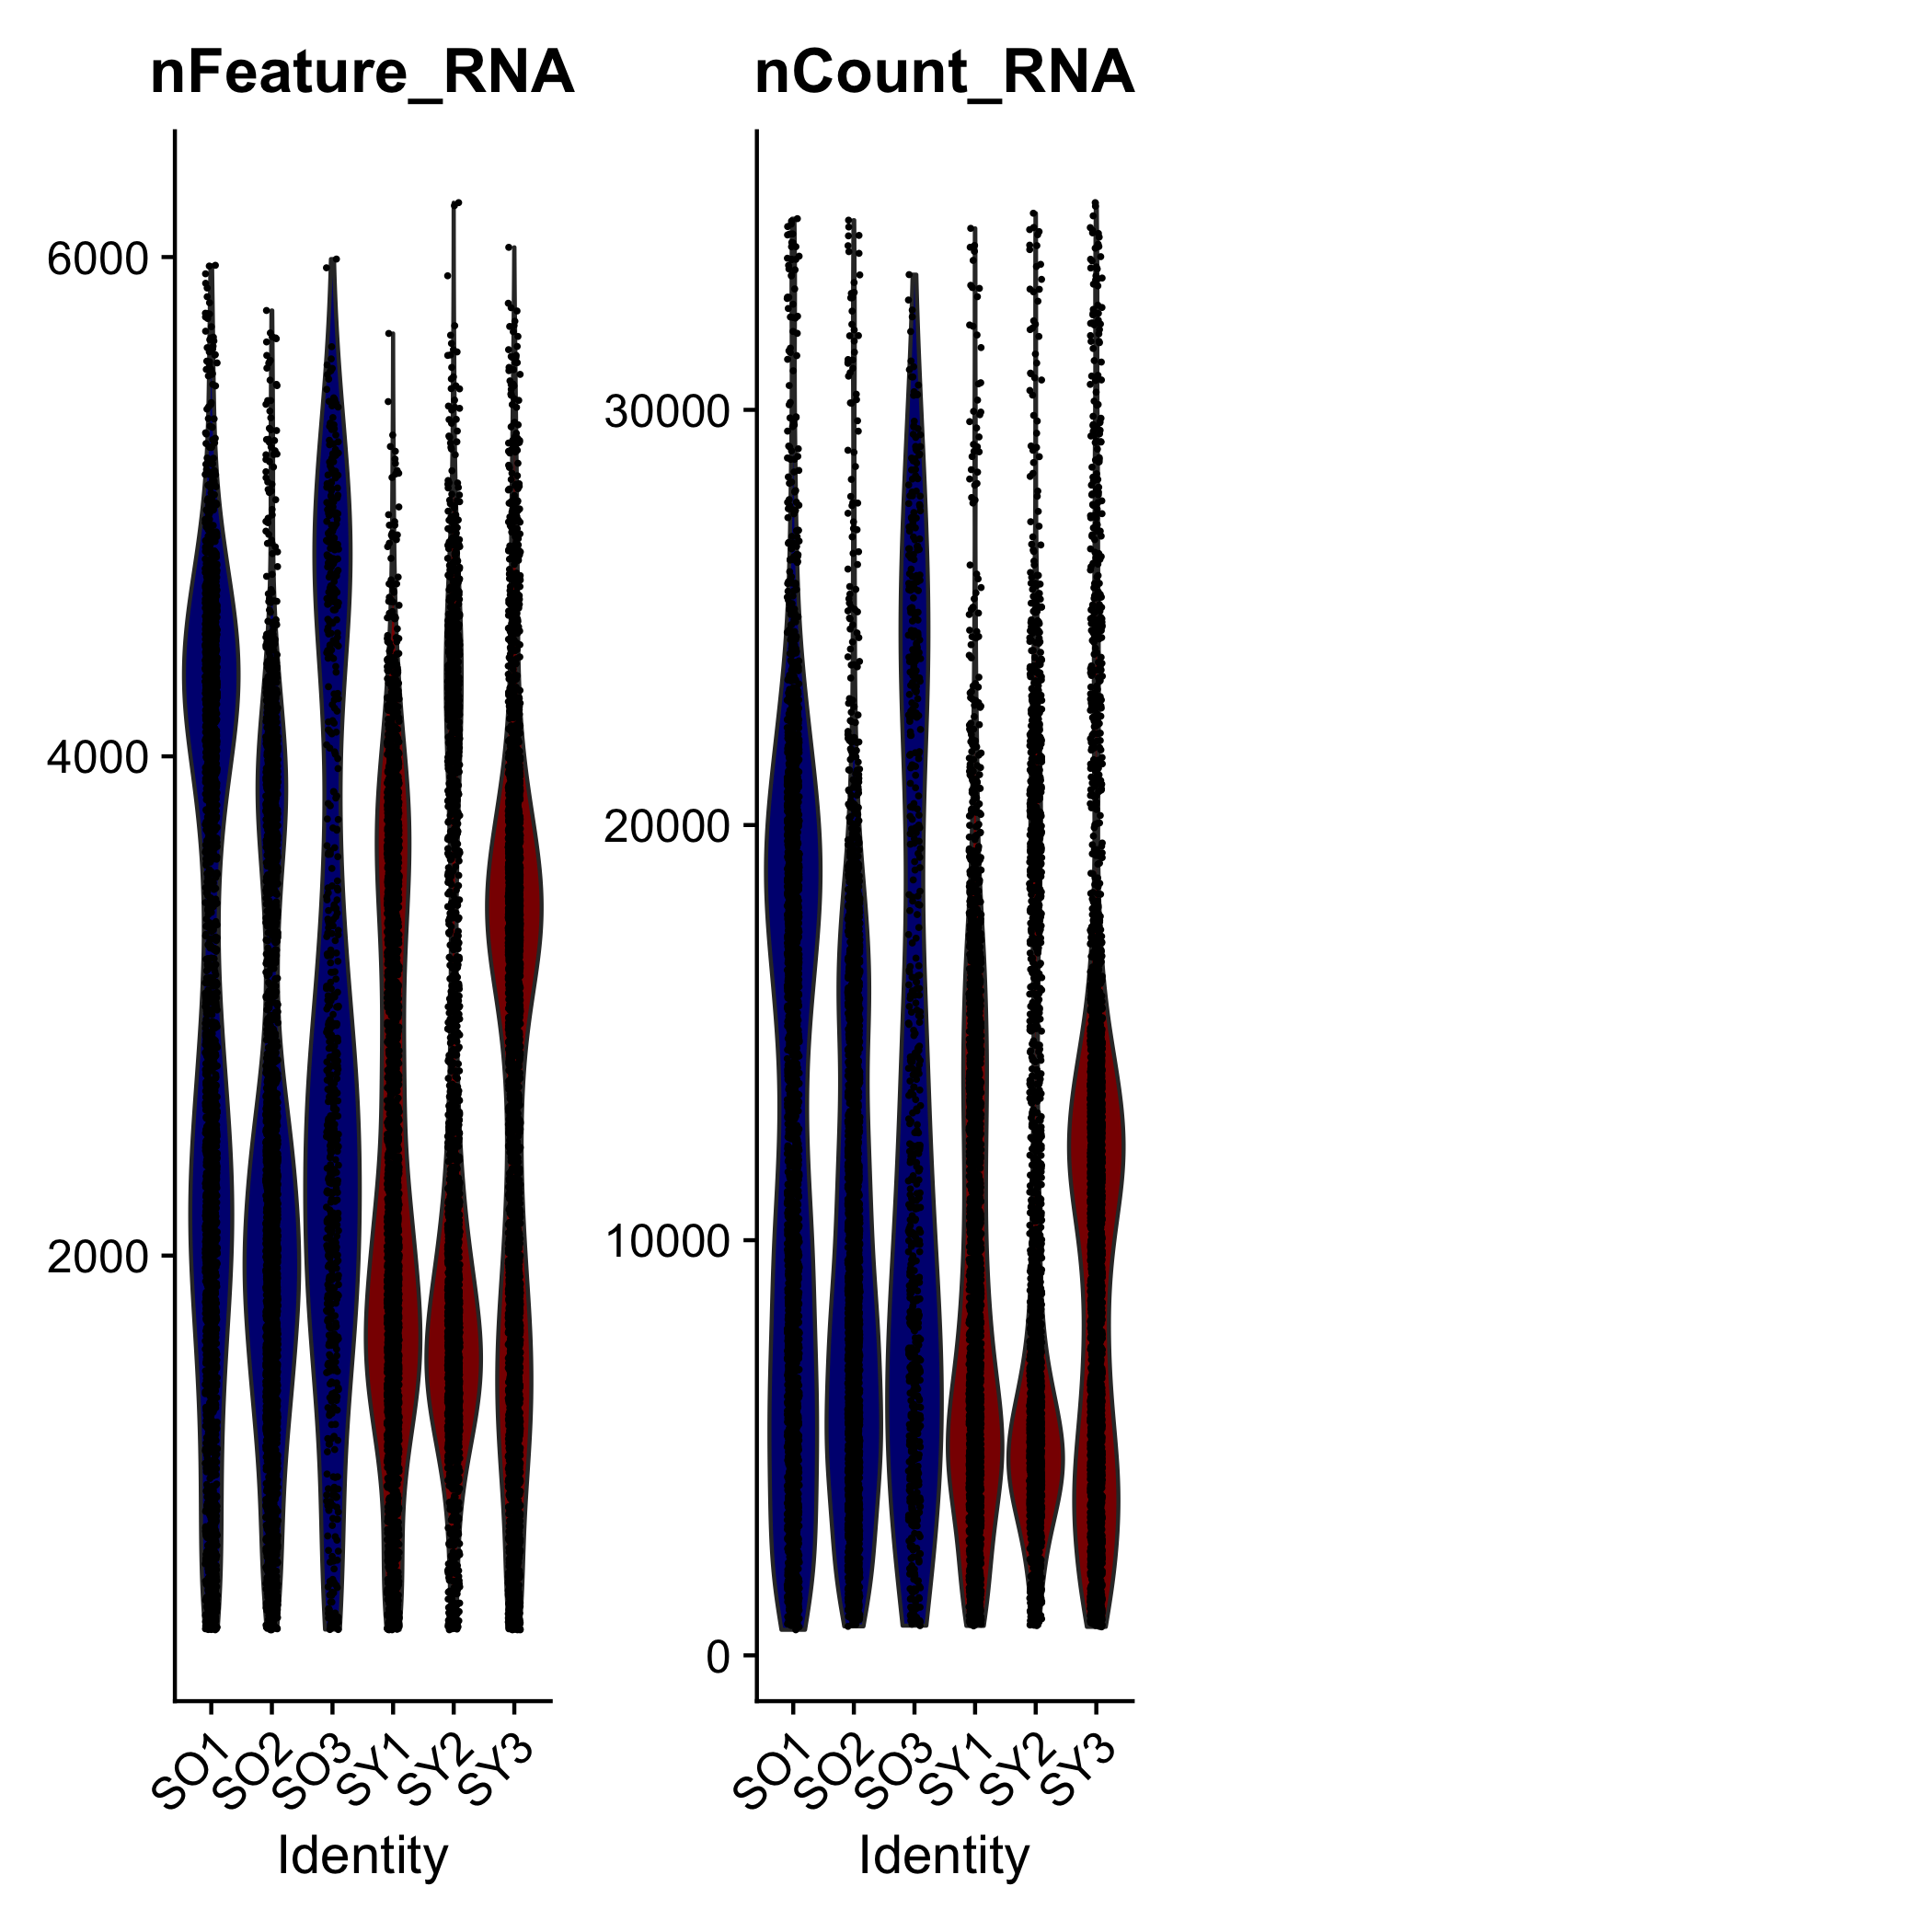 nFeature_RNA
6000
4000
2000
SO1
SO2
SO3
SY1
SY2
SY3
Identity
nCount_RNA
30000
20000
10000
0
SO1
SO2
SO3
SY1
SY2
SY3
Identity